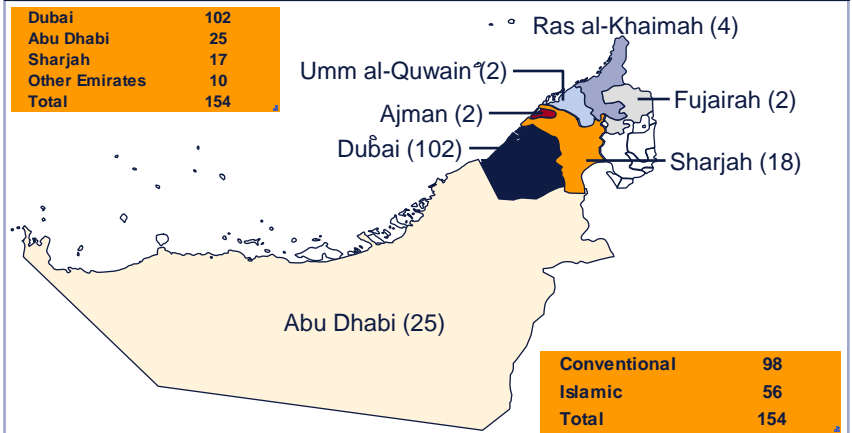 Dubai 102
Abu Dhabi 25
Sharjah 17
Other Emirates 10
Total 154
Ras al-Khaimah (4)
Umm al-Quwain (2)
Ajman (2)
Fujairah (2)
Dubai (102)
Sharjah (18)
Abu Dhabi (25)
Conventional 98
Islamic 56
Total 154